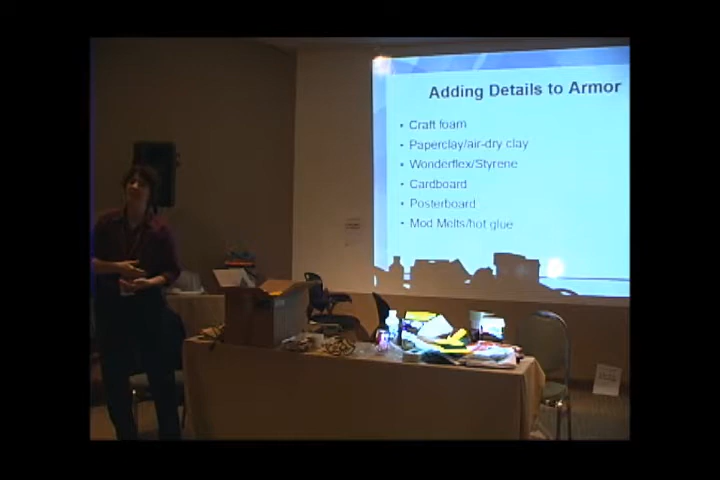 Adding Details to Armor
• Craft foam
• Paperclay/air-dry clay
• Wonderflex/Styrene
• Cardboard
• Posterboard
• Mod Melts/hot glue